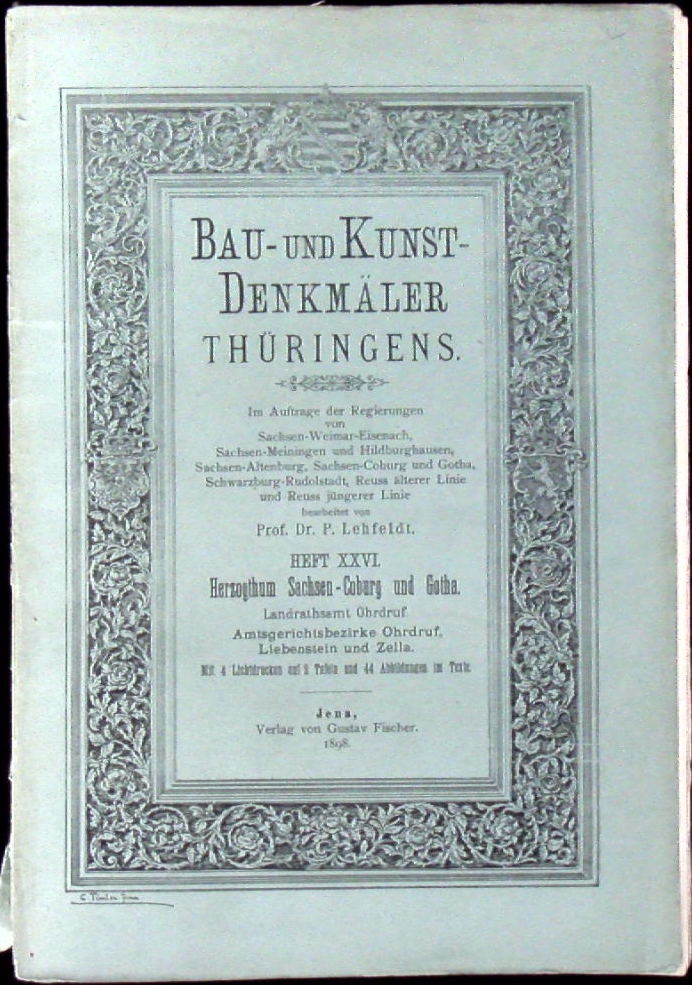 BAU- UND KUNST-
DENKMÄLER
THÜRINGENS.
Im Auftrage der Regierungen
von
Sachsen-Weimar-Eisenach,
Sachsen-Meiningen und Hildburghausen,
Sachsen-Altenburg, Sachsen-Coburg und Gotha,
Schwarzburg-Rudolstadt, Reuss älterer Linie
und Reuss jüngerer Linie
bearbeitet von
Prof. Dr. P. Lehfeldt.
HEFT XXVI.
Herzogthum Sachsen-Coburg und Gotha.
Landrathsamt Ohrdruf
Amtsgerichtsbezirke Ohrdruf,
Liebenstein und Zella.
Mit 4 Lichtdrucken auf 2 Tafeln und 44 Abbildungen im Texte.
Jena,
Verlag von Gustav Fischer.
1898.